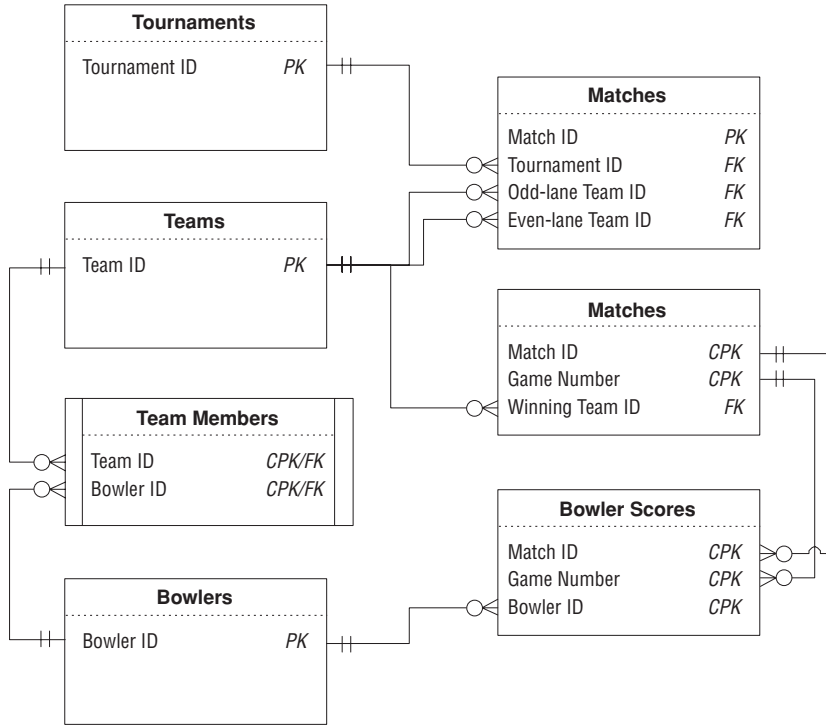 Tournaments
Tournament ID PK
Matches
Match ID PK
Tournament ID FK
Odd-lane Team ID FK
Even-lane Team ID FK
Teams
Team ID PK
Matches
Match ID CPK
Game Number CPK
Winning Team ID FK
Team Members
Team ID CPK/FK
Bowler ID CPK/FK
Bowler Scores
Match ID CPK
Game Number CPK
Bowler ID CPK
Bowlers
Bowler ID PK